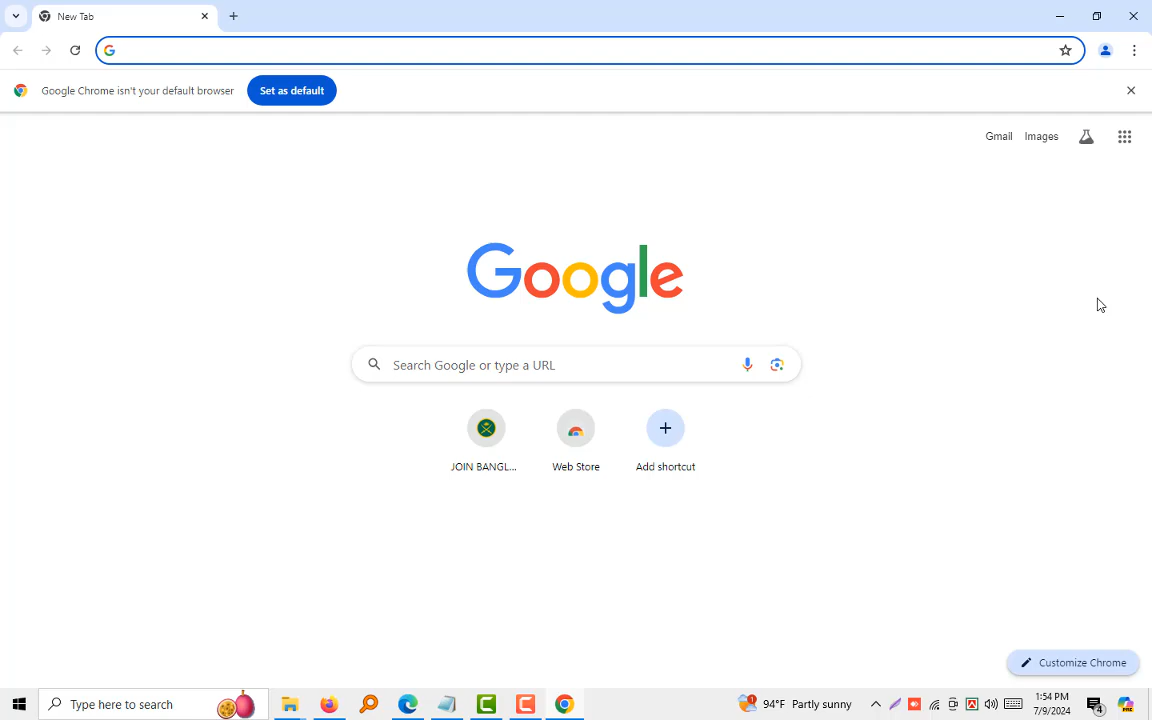 New Tab
Google Chrome isn't your default browser
Set as default
Gmail
Images
Google
Search Google or type a URL
JOIN BANGL...
Web Store
Add shortcut
Customize Chrome
Type here to search
94°F Partly sunny
1:54 PM
7/9/2024
4